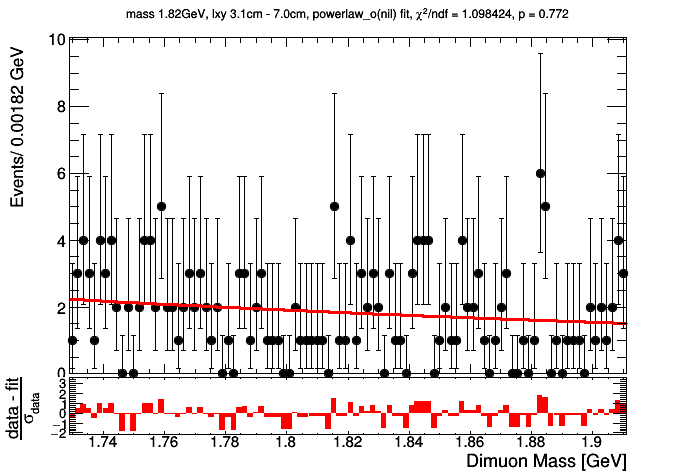 mass 1.82GeV, lxy 3.1cm - 7.0cm, powerlaw_o(nil) fit, χ²/ndf = 1.098424, p = 0.772
Events/ 0.00182 GeV
10
8
6
4
2
0
data - fit
σdata
3
2
1
0
−1
−2
1.74 1.76 1.78 1.8 1.82 1.84 1.86 1.88 1.9
Dimuon Mass [GeV]